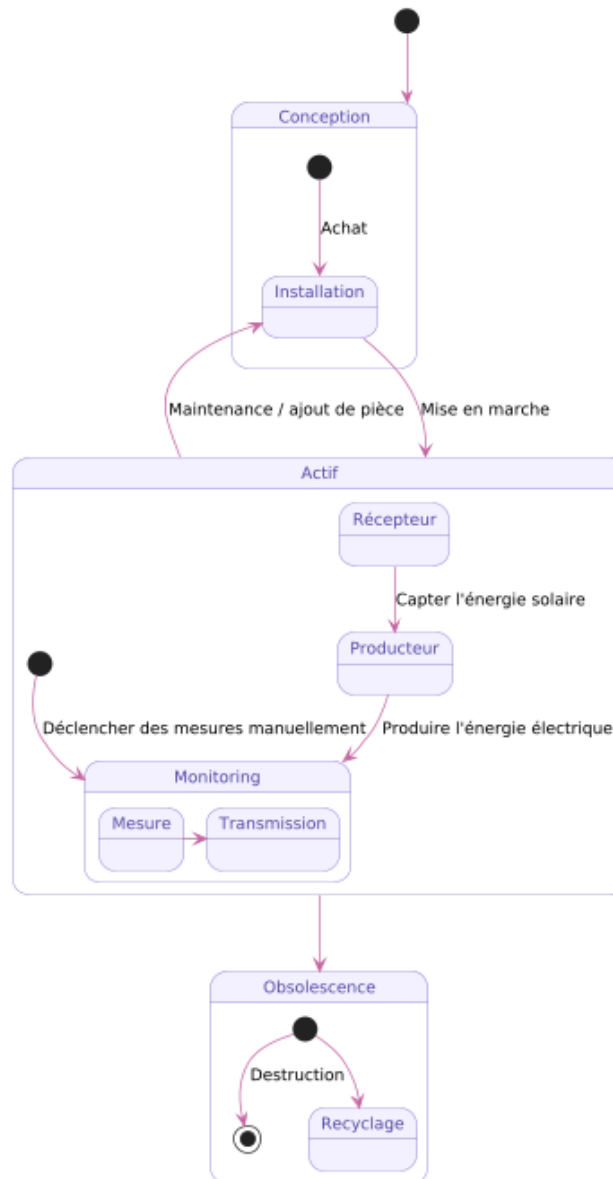 Conception
Achat
Installation
Maintenance / ajout de pièce
Mise en marche
Actif
Récepteur
Capter l'énergie solaire
Producteur
Déclencher des mesures manuellement
Produire l'énergie électrique
Monitoring
Mesure
Transmission
Obsolescence
Destruction
Recyclage